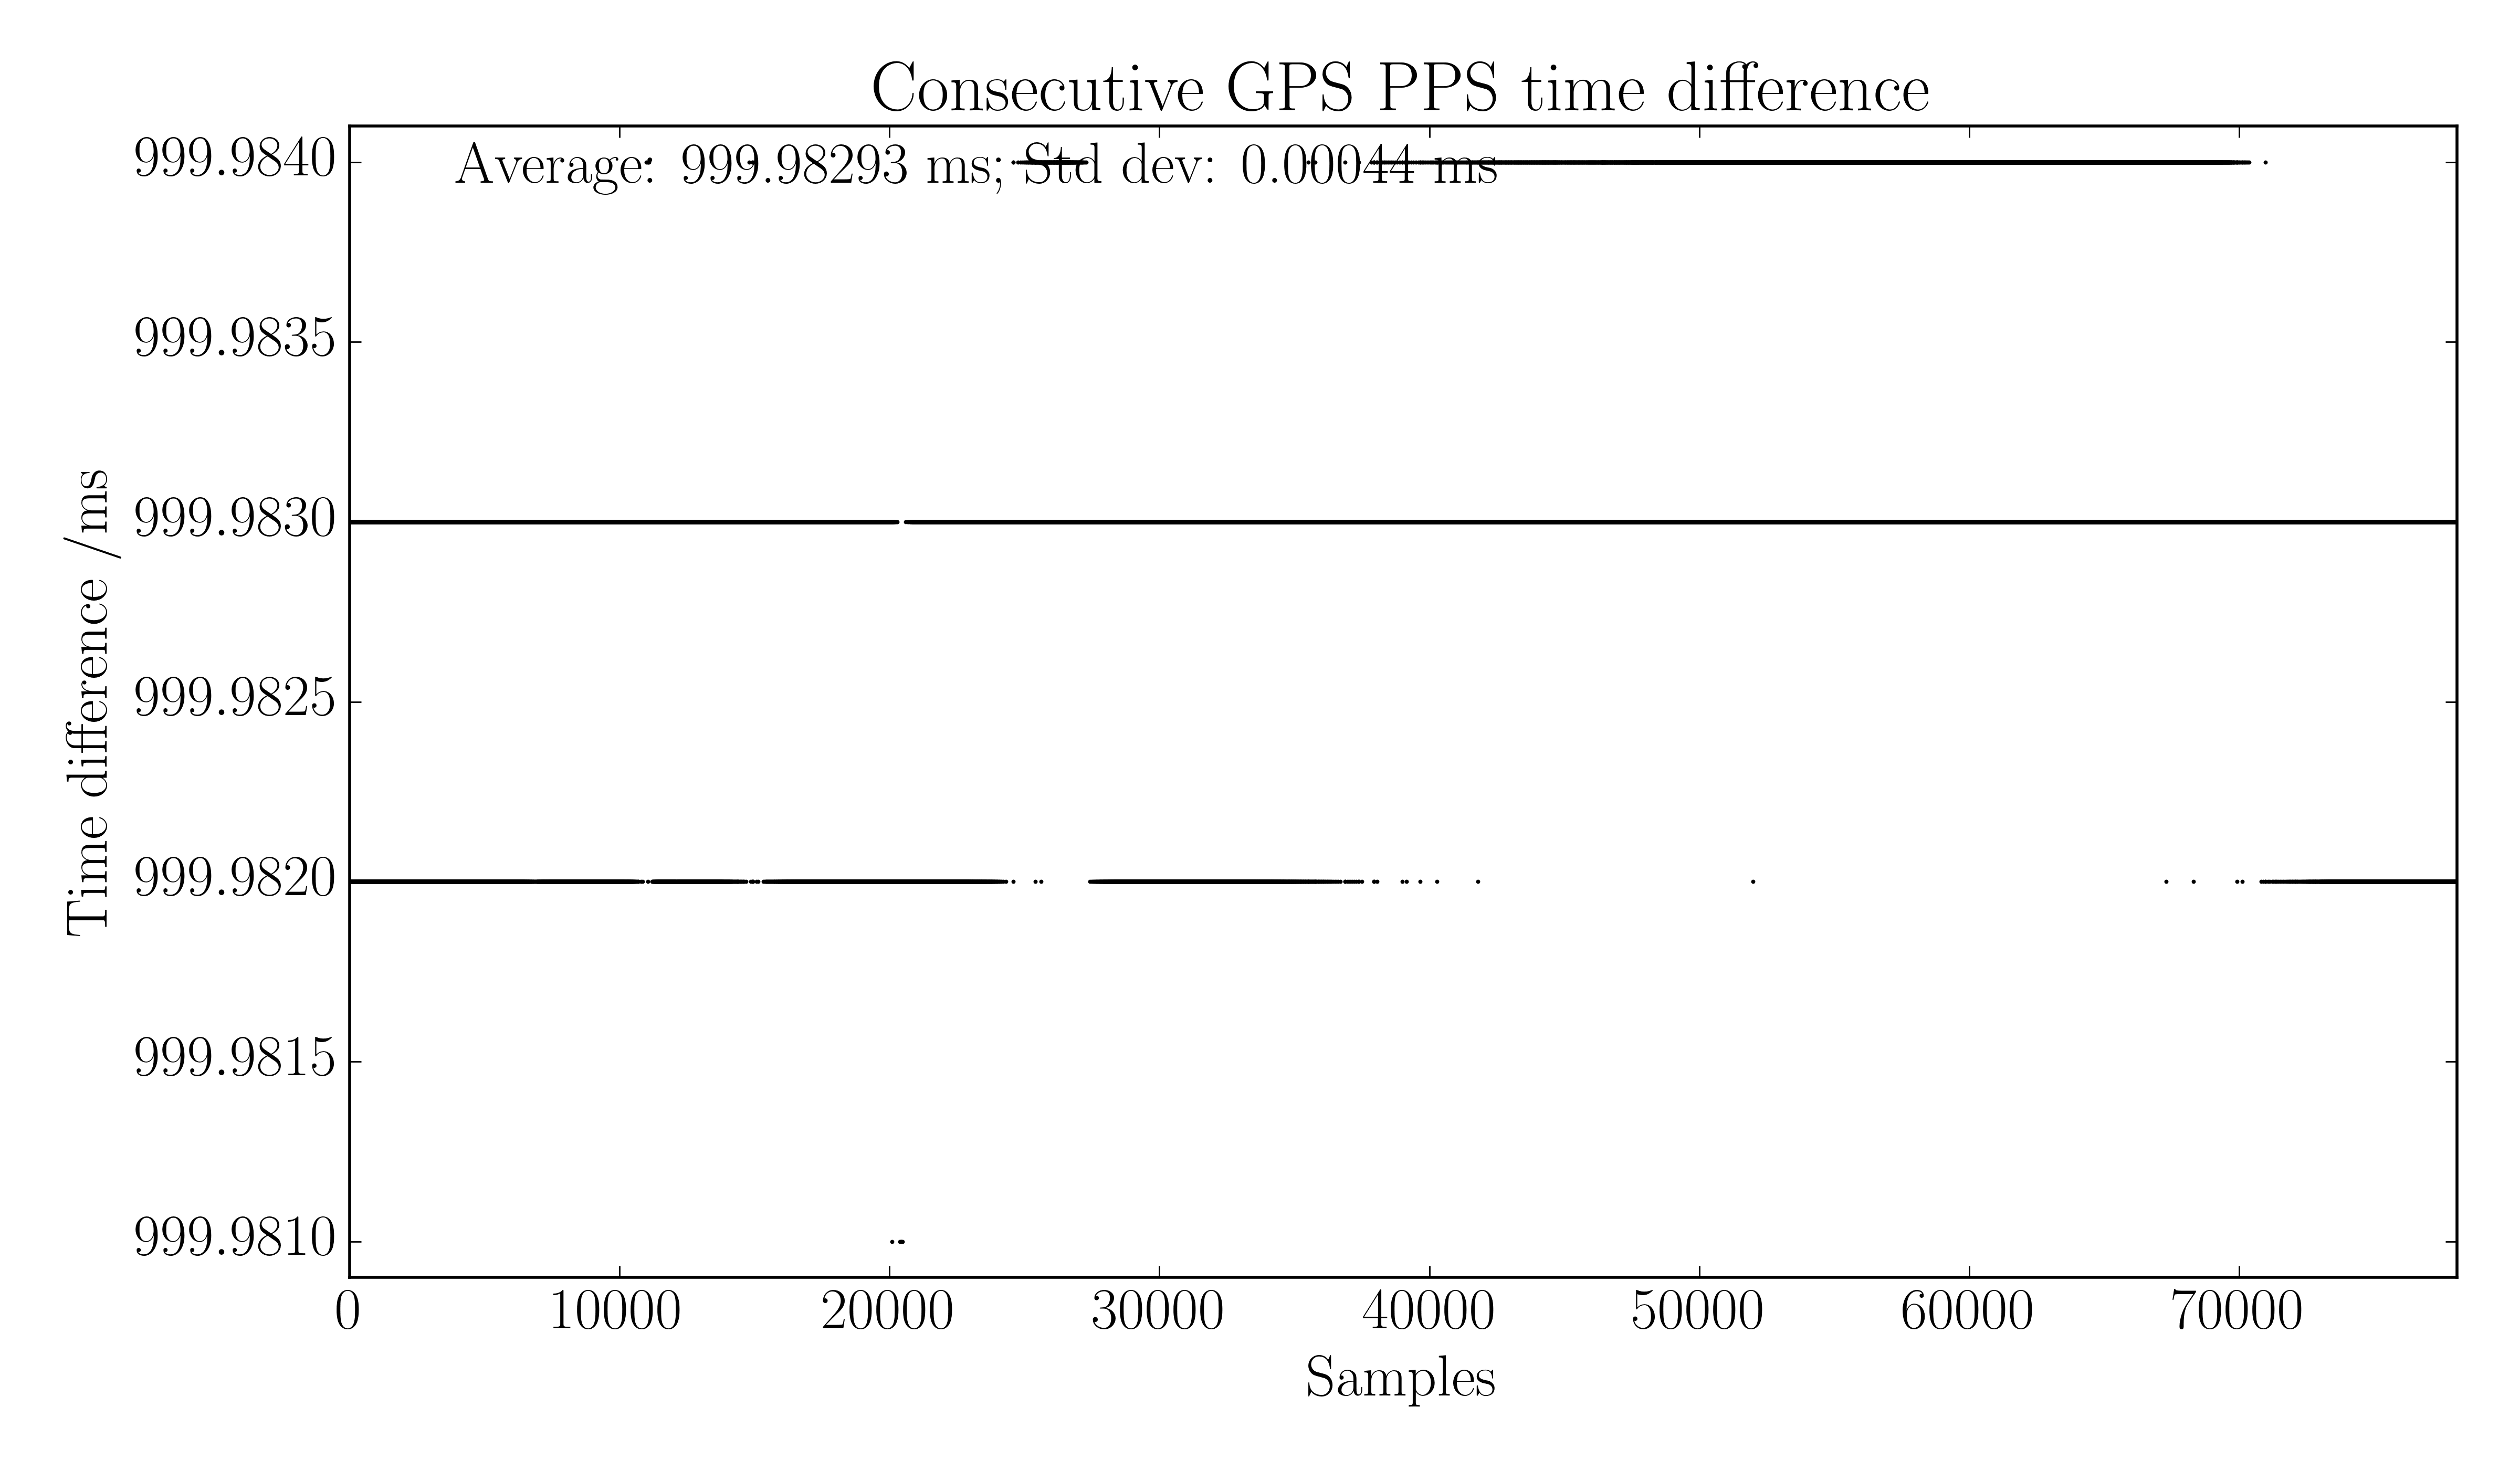 Consecutive GPS PPS time difference
Average: 999.98293 ms; Std dev: 0.00044 ms
999.9840
999.9835
999.9830
999.9825
999.9820
999.9815
999.9810
Time difference /ms
0 10000 20000 30000 40000 50000 60000 70000
Samples